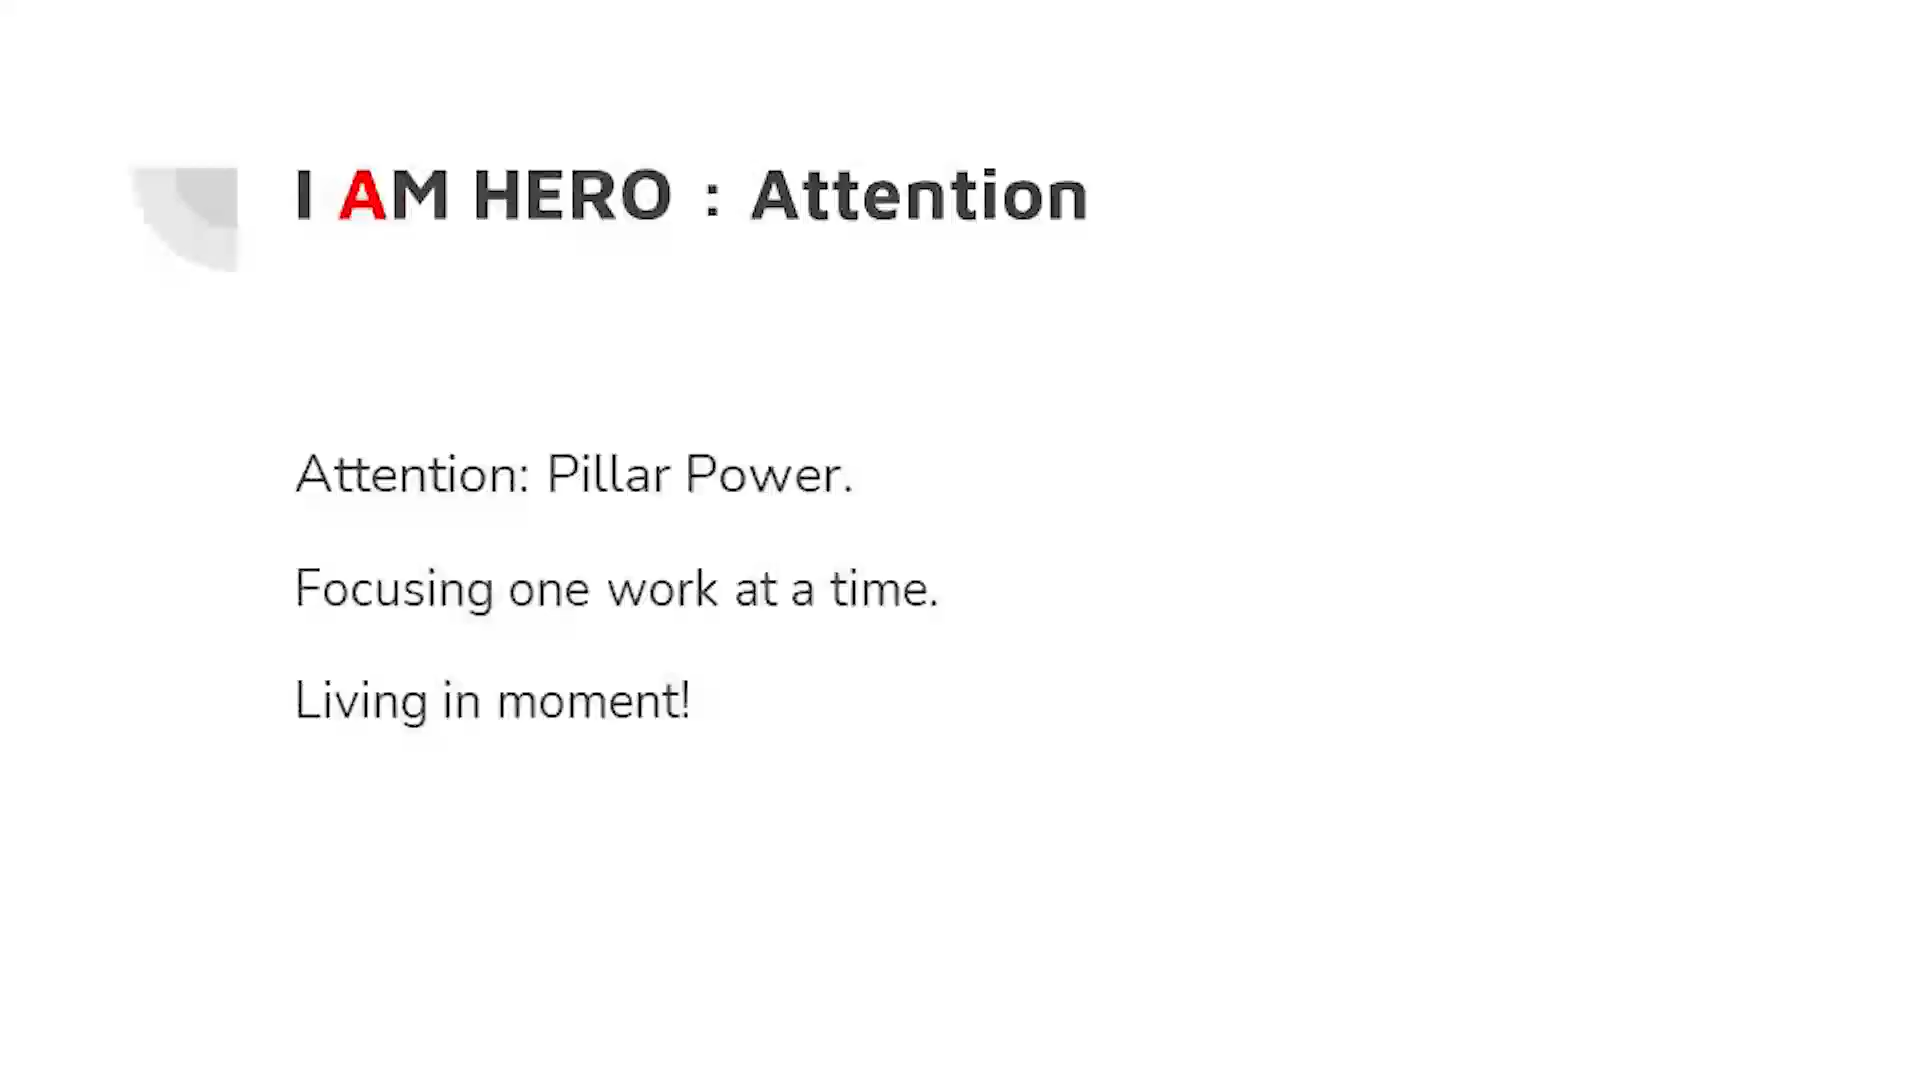 I AM HERO : Attention
Attention: Pillar Power.
Focusing one work at a time.
Living in moment!